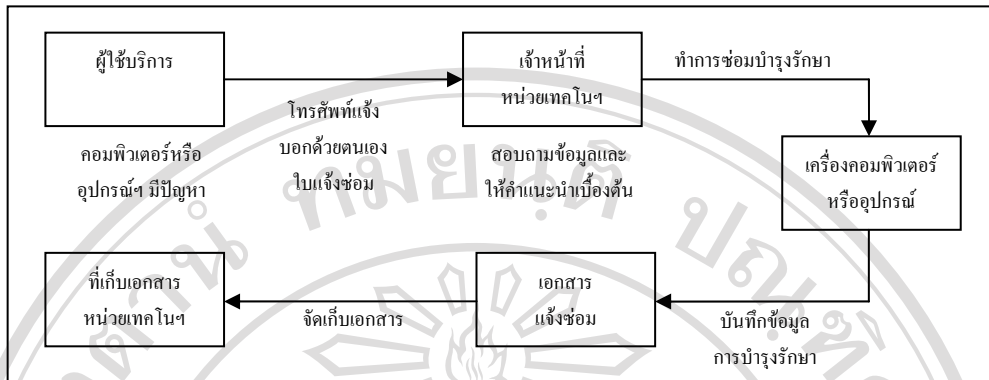 ผู้ใช้บริการ
เจ้าหน้าที่
หน่วยเทคโนฯ
ทำการซ่อมบำรุงรักษา
โทรศัพท์แจ้ง
บอกด้วยตนเอง
ใบแจ้งซ่อม
คอมพิวเตอร์หรือ
อุปกรณ์ฯ มีปัญหา
สอบถามข้อมูลและ
ให้คำแนะนำเบื้องต้น
เครื่องคอมพิวเตอร์
หรืออุปกรณ์
ที่เก็บเอกสาร
หน่วยเทคโนฯ
จัดเก็บเอกสาร
เอกสาร
แจ้งซ่อม
บันทึกข้อมูล
การบำรุงรักษา